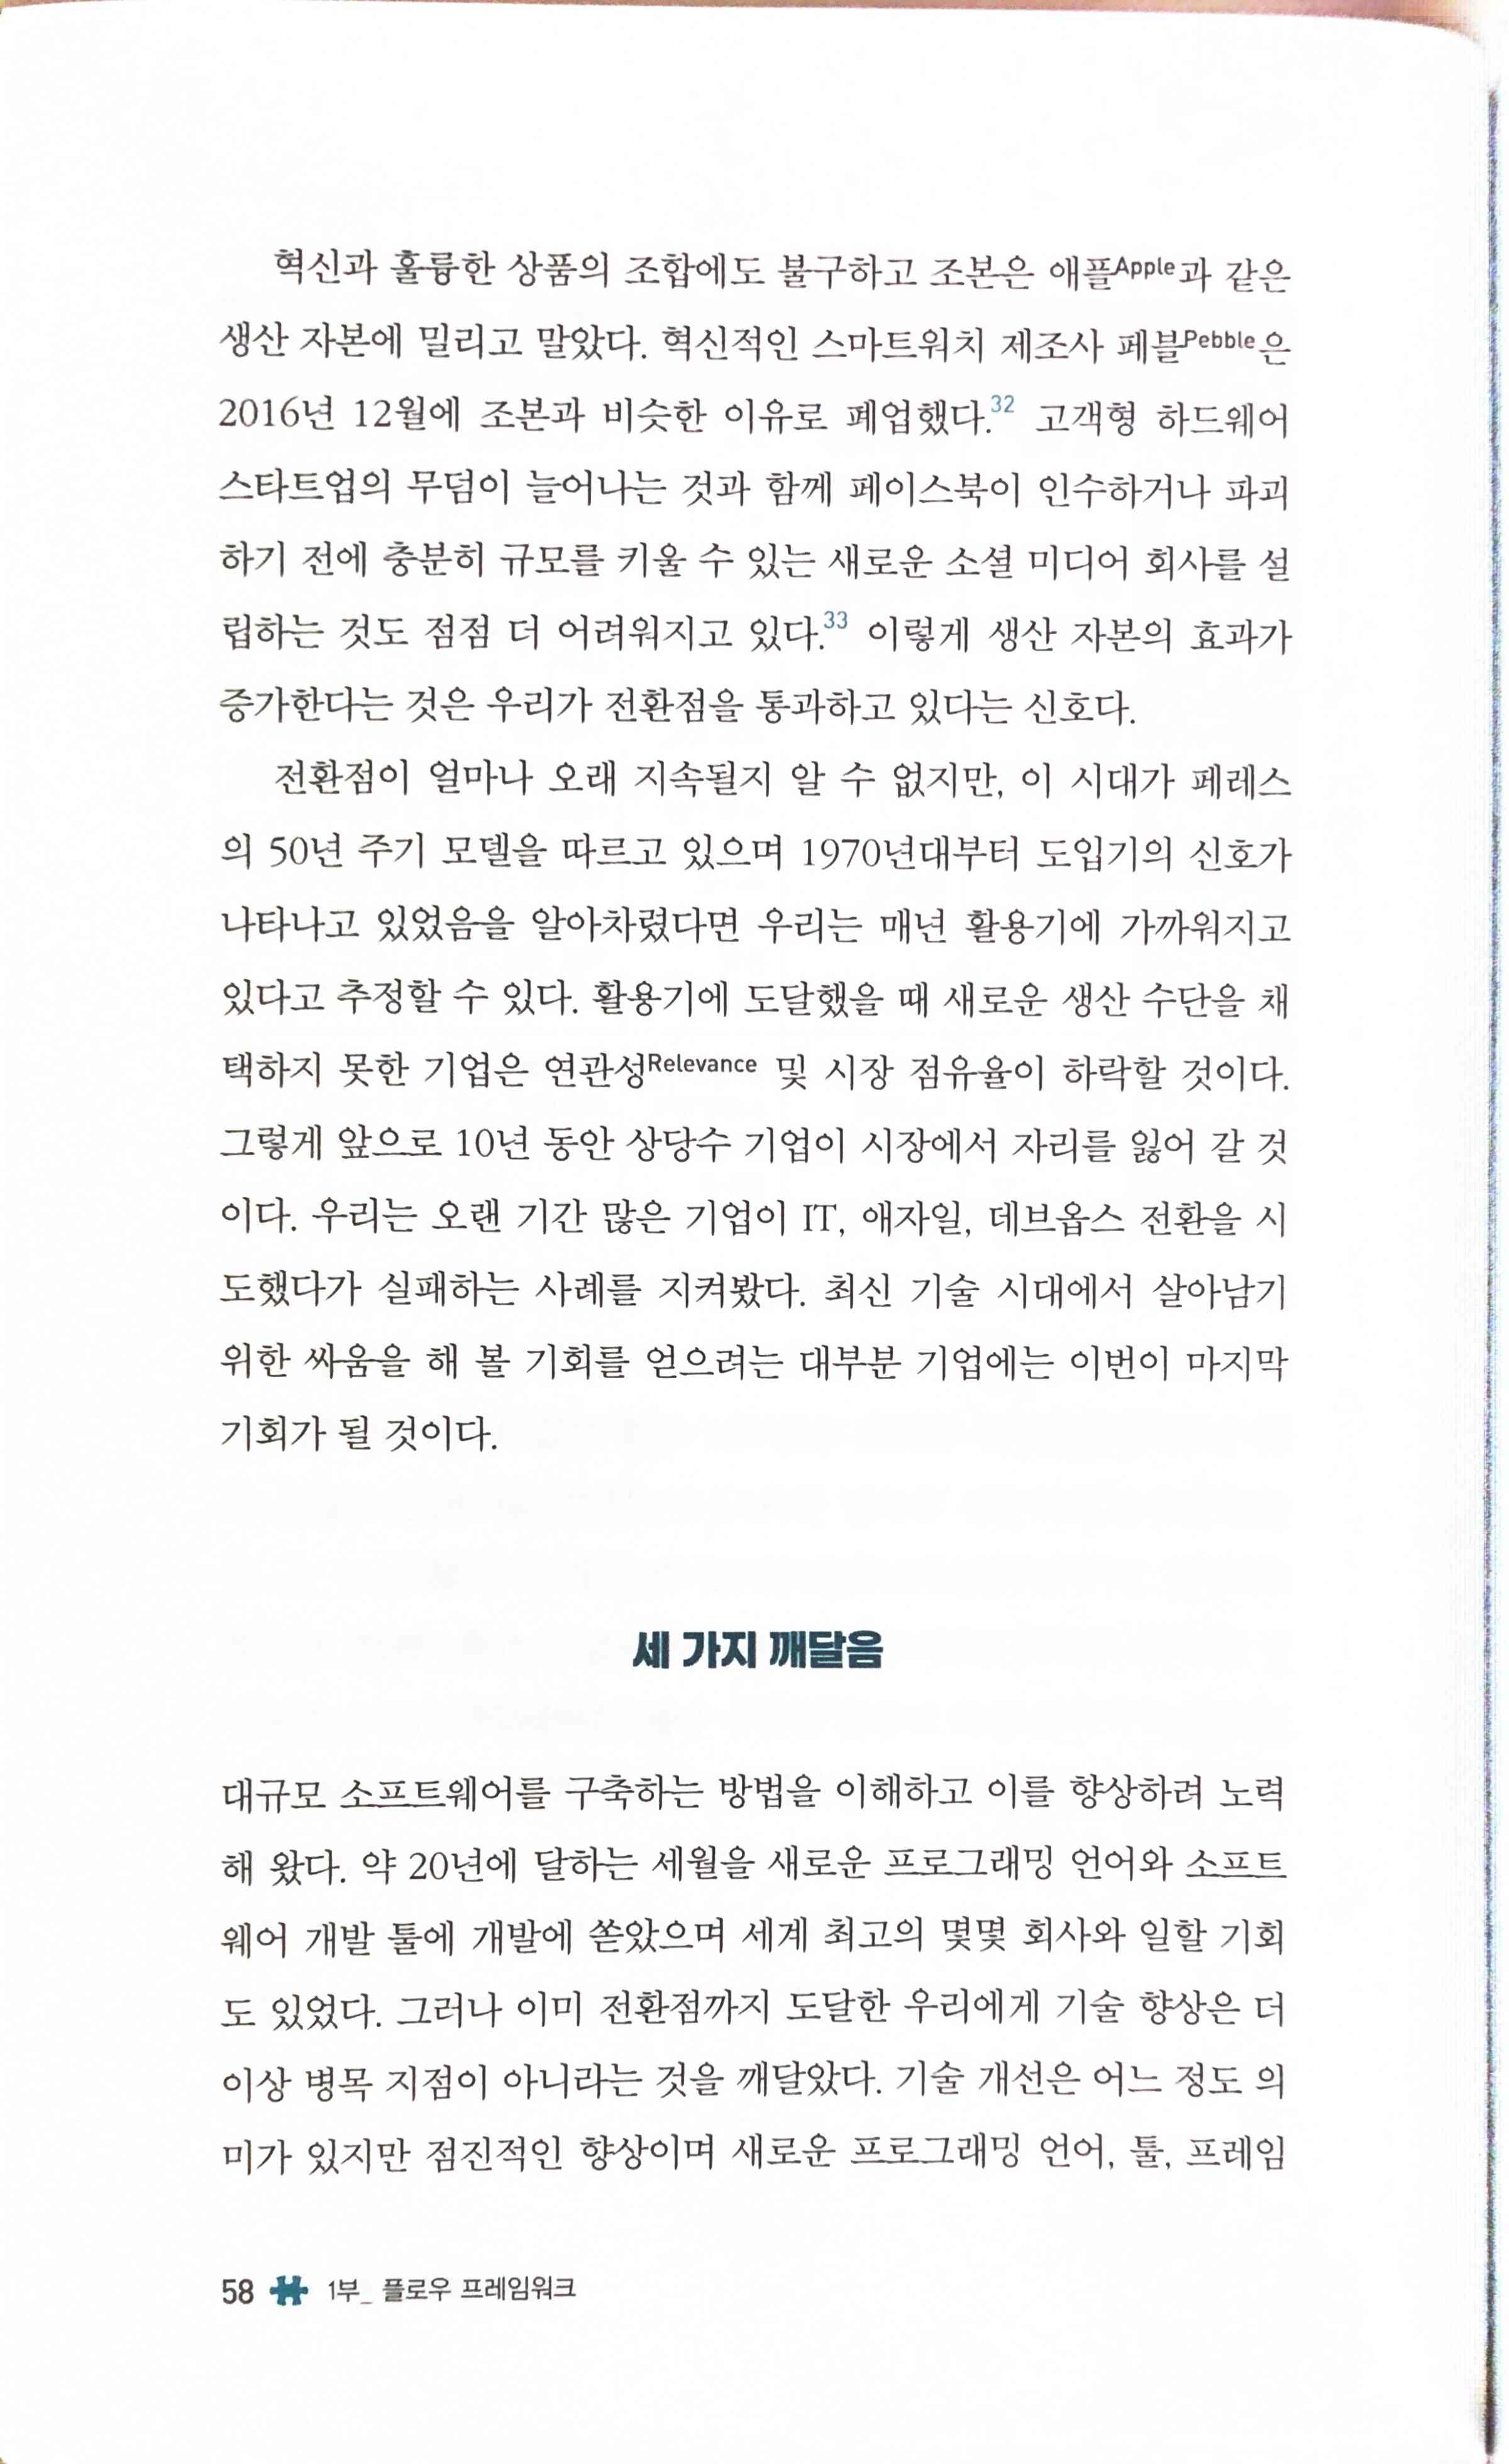 혁신과 훌륭한 상품의 조합에도 불구하고 조본은 애플Apple과 같은
생산 자본에 밀리고 말았다. 혁신적인 스마트워치 제조사 페블Pebble은
2016년 12월에 조본과 비슷한 이유로 폐업했다.32 고객형 하드웨어
스타트업의 무덤이 늘어나는 것과 함께 페이스북이 인수하거나 파괴
하기 전에 충분히 규모를 키울 수 있는 새로운 소셜 미디어 회사를 설
립하는 것도 점점 더 어려워지고 있다.33 이렇게 생산 자본의 효과가
증가한다는 것은 우리가 전환점을 통과하고 있다는 신호다.
전환점이 얼마나 오래 지속될지 알 수 없지만, 이 시대가 페레스
의 50년 주기 모델을 따르고 있으며 1970년대부터 도입기의 신호가
나타나고 있었음을 알아차렸다면 우리는 매년 활용기에 가까워지고
있다고 추정할 수 있다. 활용기에 도달했을 때 새로운 생산 수단을 채
택하지 못한 기업은 연관성Relevance 및 시장 점유율이 하락할 것이다.
그렇게 앞으로 10년 동안 상당수 기업이 시장에서 자리를 잃어 갈 것
이다. 우리는 오랜 기간 많은 기업이 IT, 애자일, 데브옵스 전환을 시
도했다가 실패하는 사례를 지켜봤다. 최신 기술 시대에서 살아남기
위한 싸움을 해 볼 기회를 얻으려는 대부분 기업에는 이번이 마지막
기회가 될 것이다.
세 가지 깨달음
대규모 소프트웨어를 구축하는 방법을 이해하고 이를 향상하려 노력
해 왔다. 약 20년에 달하는 세월을 새로운 프로그래밍 언어와 소프트
웨어 개발 툴에 개발에 쏟았으며 세계 최고의 몇몇 회사와 일할 기회
도 있었다. 그러나 이미 전환점까지 도달한 우리에게 기술 향상은 더
이상 병목 지점이 아니라는 것을 깨달았다. 기술 개선은 어느 정도 의
미가 있지만 점진적인 향상이며 새로운 프로그래밍 언어, 툴, 프레임
58 1부_ 플로우 프레임워크